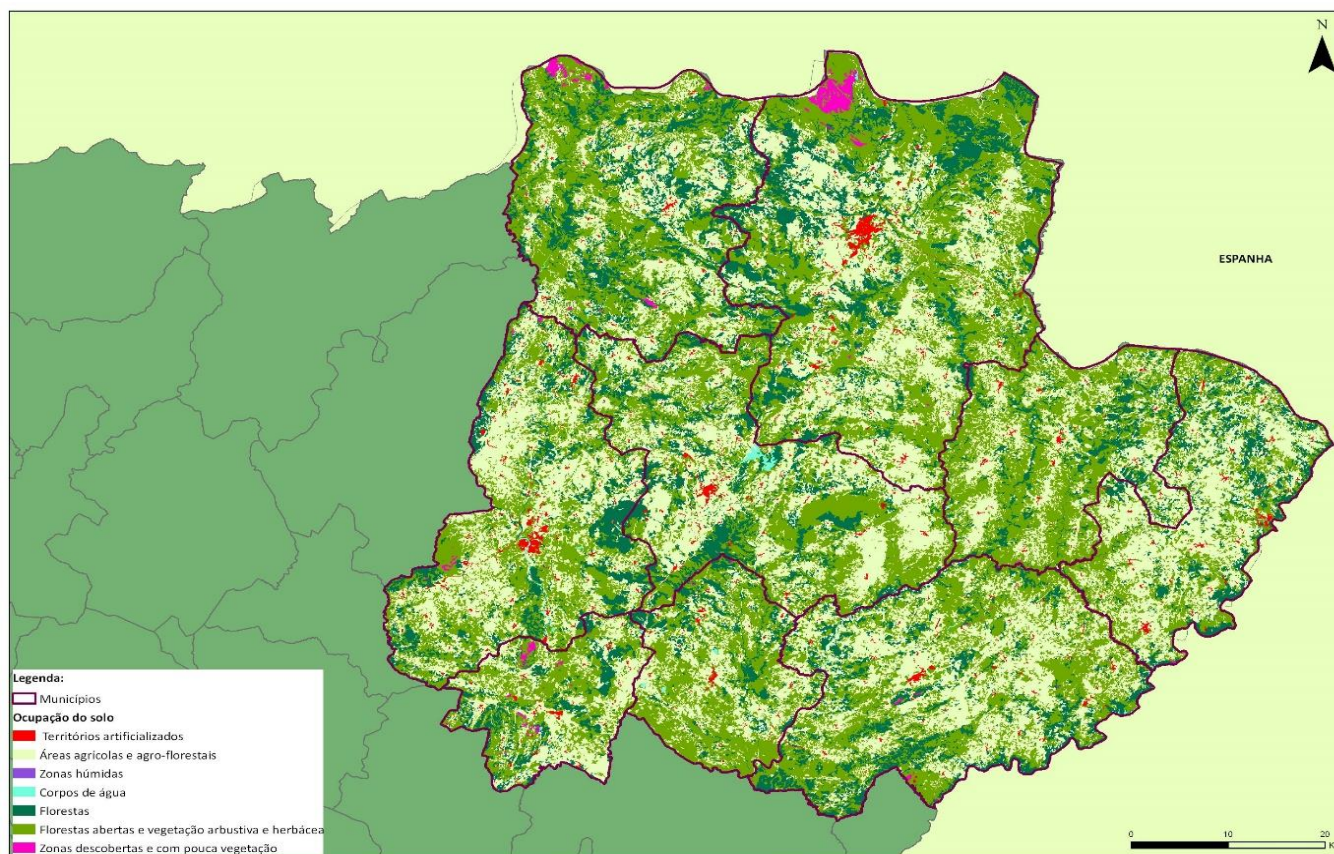 N
ESPANHA
Legenda:
Municípios
Ocupação do solo
Territórios artificializados
Áreas agrícolas e agro-florestais
Zonas húmidas
Corpos de água
Florestas
Florestas abertas e vegetação arbustiva e herbácea
Zonas descobertas e com pouca vegetação
0 10 20
K